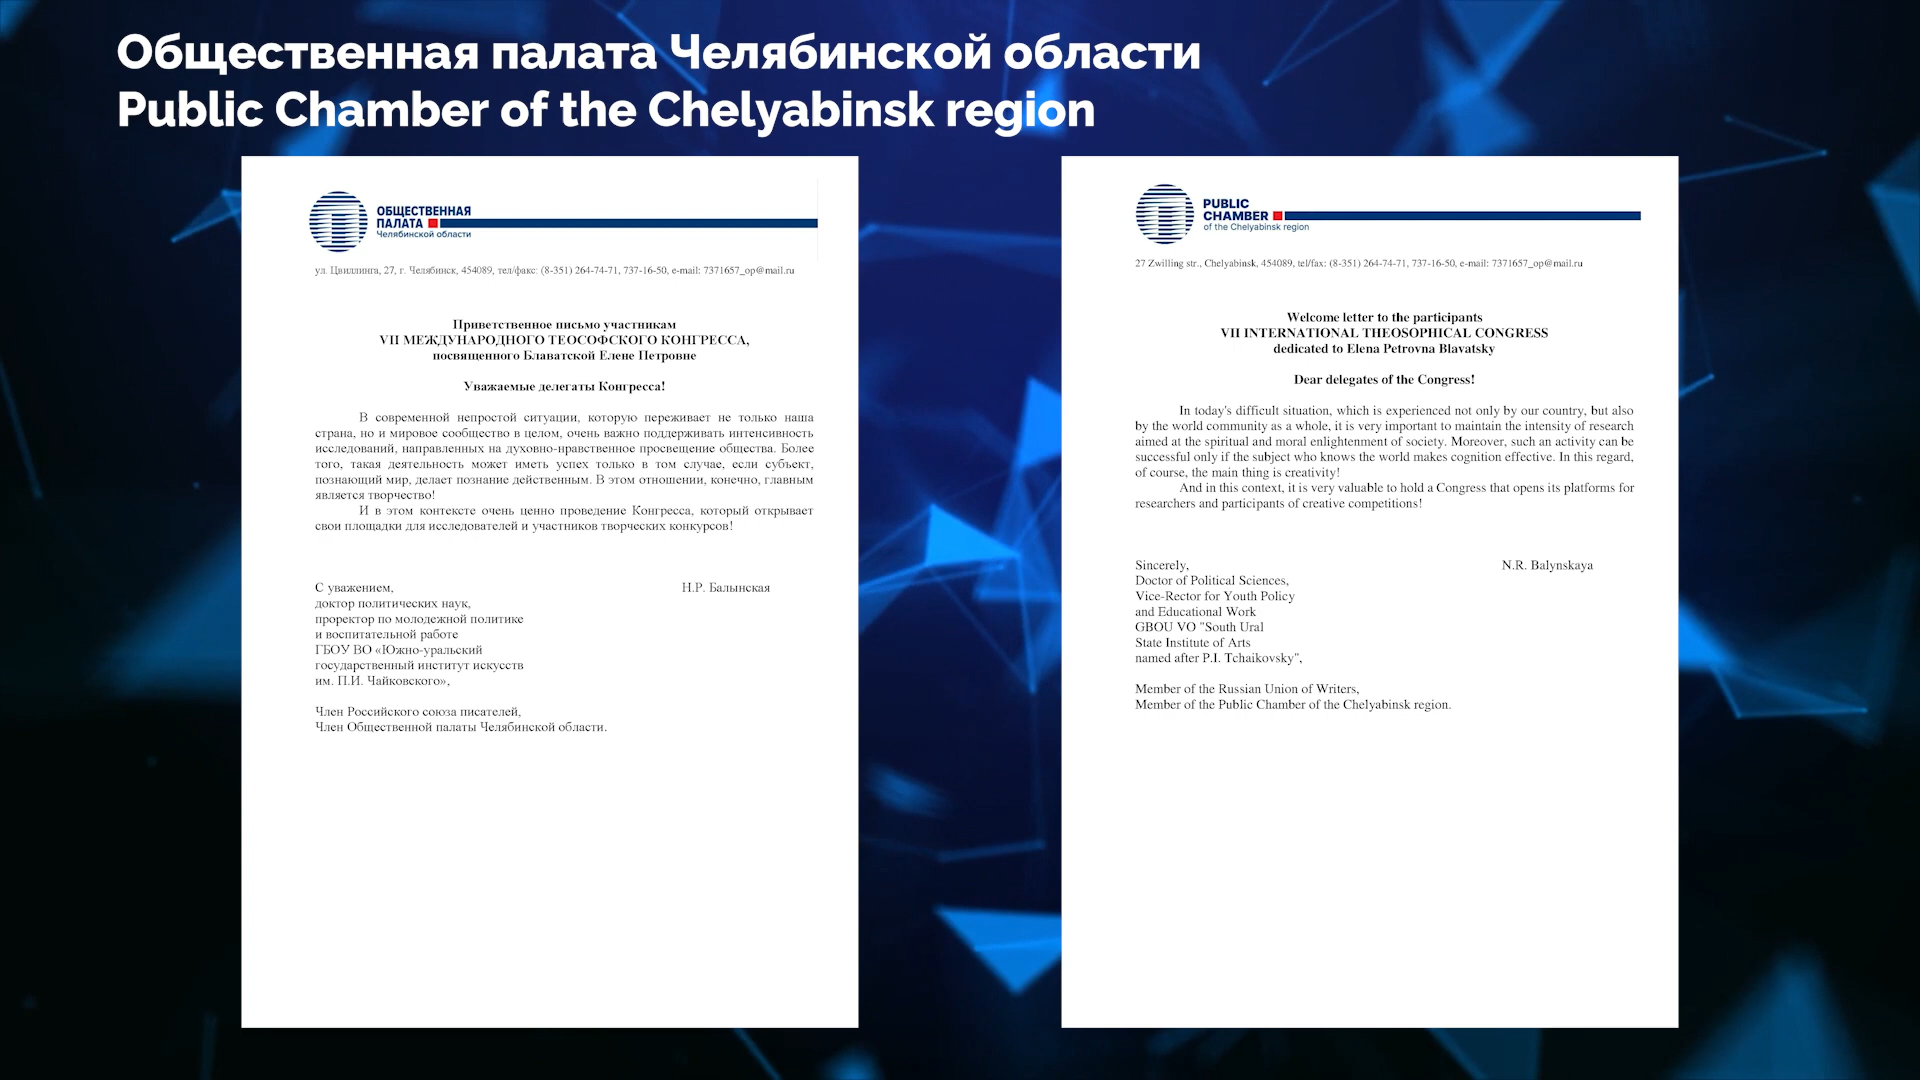 Общественная палата Челябинской области
Public Chamber of the Chelyabinsk region
ОБЩЕСТВЕННАЯ
ПАЛАТА
Челябинской области
ул. Цвиллинга, 27, г. Челябинск, 454089, тел/факс: (8-351) 264-74-71, 737-16-50, e-mail: 7371657_op@mail.ru
Приветственное письмо участникам
VII МЕЖДУНАРОДНОГО ТЕОСОФСКОГО КОНГРЕССА,
посвященного Блаватской Елене Петровне
Уважаемые делегаты Конгресса!
В современной непростой ситуации, которую переживает не только наша
страна, но и мировое сообщество в целом, очень важно поддерживать интенсивность
исследований, направленных на духовно-нравственное просвещение общества. Более
того, такая деятельность может иметь успех только в том случае, если субъект,
познающий мир, делает познание действенным. В этом отношении, конечно, главным
является творчество!
И в этом контексте очень ценно проведение Конгресса, который открывает
свои площадки для исследователей и участников творческих конкурсов!
С уважением, Н.Р. Балынская
доктор политических наук,
проректор по молодежной политике
и воспитательной работе
ГБОУ ВО «Южно-уральский
государственный институт искусств
им. П.И. Чайковского»,
Член Российского союза писателей,
Член Общественной палаты Челябинской области.
PUBLIC
CHAMBER
of the Chelyabinsk region
27 Zwilling str., Chelyabinsk, 454089, tel/fax: (8-351) 264-74-71, 737-16-50, e-mail: 7371657_op@mail.ru
Welcome letter to the participants
VII INTERNATIONAL THEOSOPHICAL CONGRESS
dedicated to Elena Petrovna Blavatsky
Dear delegates of the Congress!
In today's difficult situation, which is experienced not only by our country, but also
by the world community as a whole, it is very important to maintain the intensity of research
aimed at the spiritual and moral enlightenment of society. Moreover, such an activity can be
successful only if the subject who knows the world makes cognition effective. In this regard,
of course, the main thing is creativity!
And in this context, it is very valuable to hold a Congress that opens its platforms for
researchers and participants of creative competitions!
Sincerely, N.R. Balynskaya
Doctor of Political Sciences,
Vice-Rector for Youth Policy
and Educational Work
GBOU VO "South Ural
State Institute of Arts
named after P.I. Tchaikovsky",
Member of the Russian Union of Writers,
Member of the Public Chamber of the Chelyabinsk region.